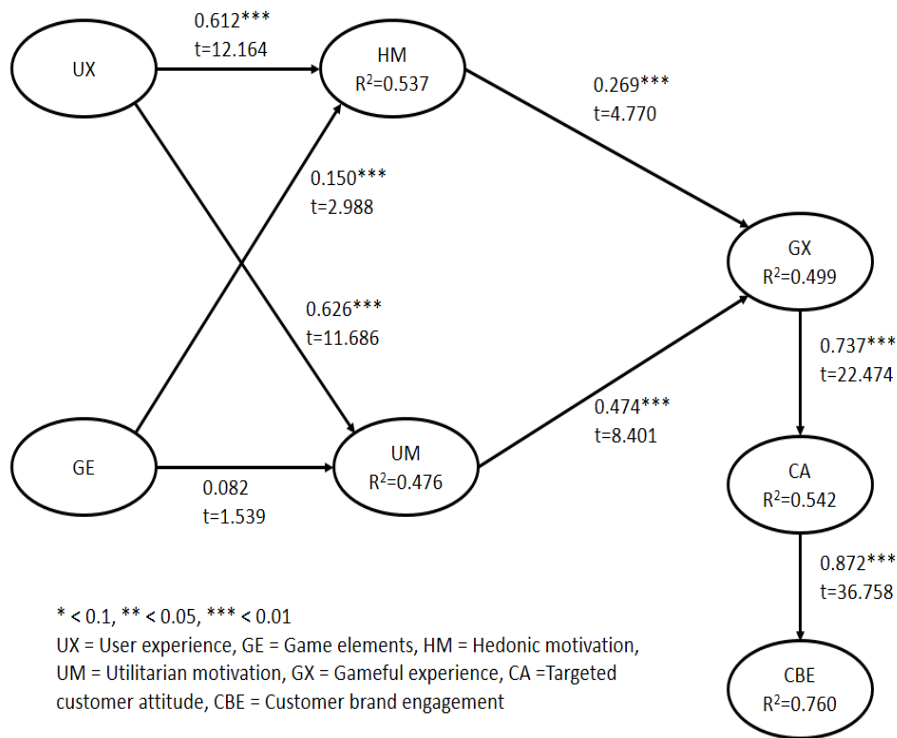 UX
0.612***
t=12.164
HM
R²=0.537
0.269***
t=4.770
0.150***
t=2.988
GX
R²=0.499
0.626***
t=11.686
0.737***
t=22.474
0.474***
t=8.401
GE
0.082
t=1.539
UM
R²=0.476
CA
R²=0.542
0.872***
t=36.758
CBE
R²=0.760
* < 0.1, ** < 0.05, *** < 0.01
UX = User experience, GE = Game elements, HM = Hedonic motivation,
UM = Utilitarian motivation, GX = Gameful experience, CA =Targeted
customer attitude, CBE = Customer brand engagement